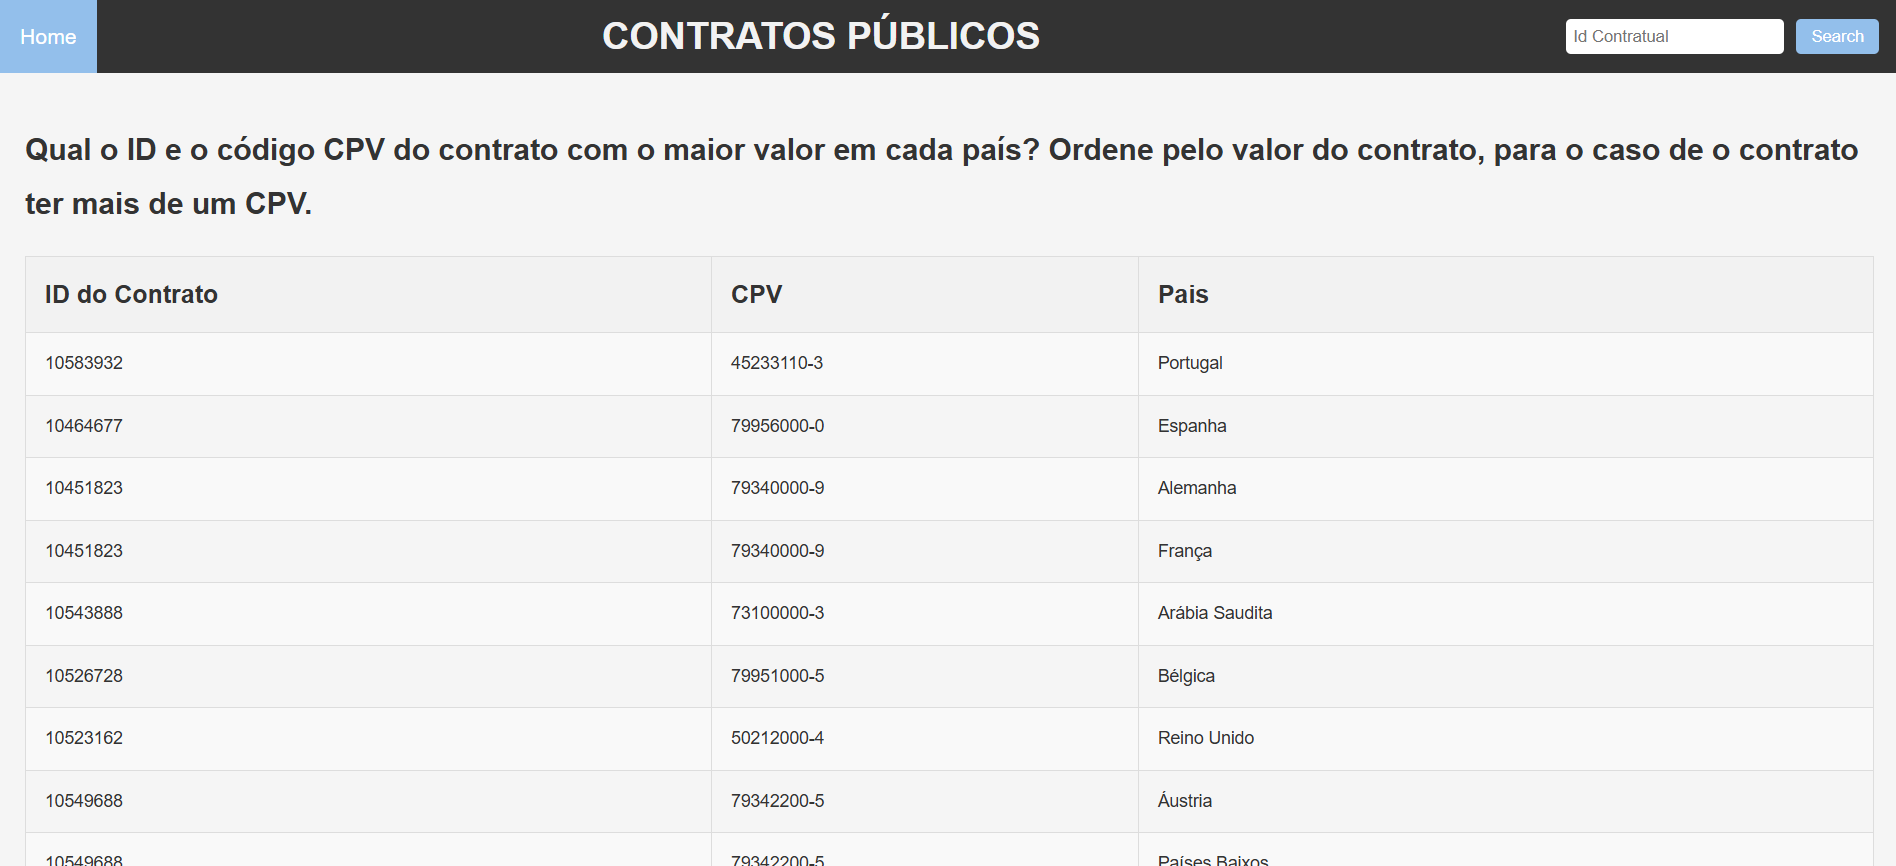 Home
CONTRATOS PÚBLICOS
Id Contratual
Search
Qual o ID e o código CPV do contrato com o maior valor em cada país? Ordene pelo valor do contrato, para o caso de o contrato
ter mais de um CPV.
ID do Contrato CPV Pais
10583932 45233110-3 Portugal
10464677 79956000-0 Espanha
10451823 79340000-9 Alemanha
10451823 79340000-9 França
10543888 73100000-3 Arábia Saudita
10526728 79951000-5 Bélgica
10523162 50212000-4 Reino Unido
10549688 79342200-5 Áustria
10549688 79342200-5 Países Baixos